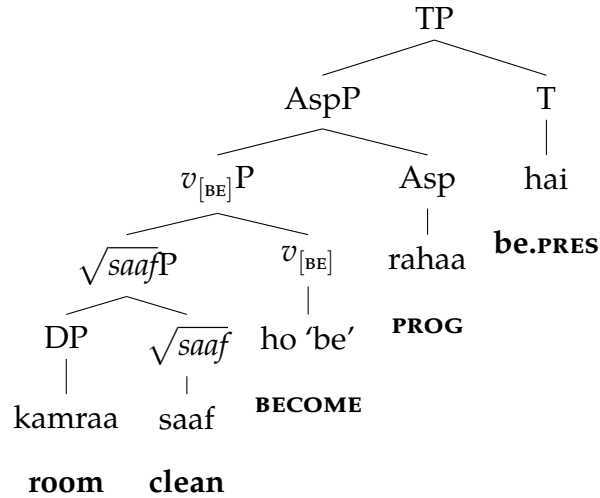 TP
AspP T
v[BE]P Asp hai
√saafP v[BE] rahaa be.PRES
DP √saaf ho ‘be’ PROG
kamraa saaf BECOME
room clean